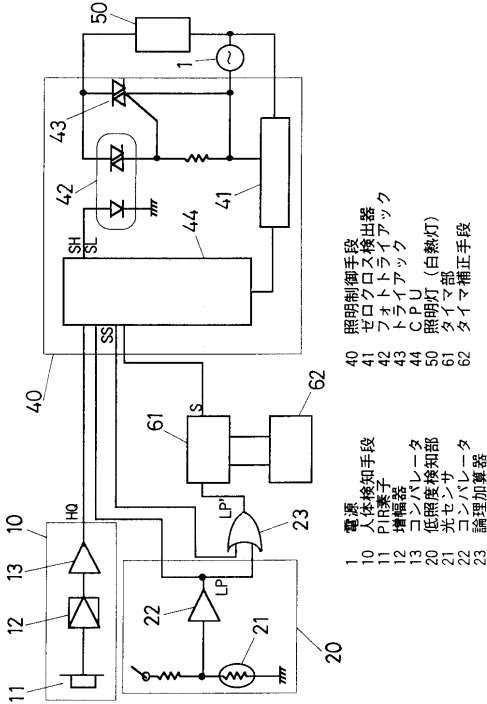 10
11
12
13
HQ
20
21
22
LP
23
LP'
61
S
62
40
SS
SH
SL
44
42
43
41
50
1
1 電源
10 人体検知手段
11 PIR素子
12 増幅器
13 コンパレータ
20 低照度検知部
21 光センサ
22 コンパレータ
23 論理加算器
40 照明制御手段
41 ゼロクロス検出器
42 フォトトライアック
43 トライアック
44 CPU
50 照明灯（白熱灯）
61 タイマ部
62 タイマ補正手段